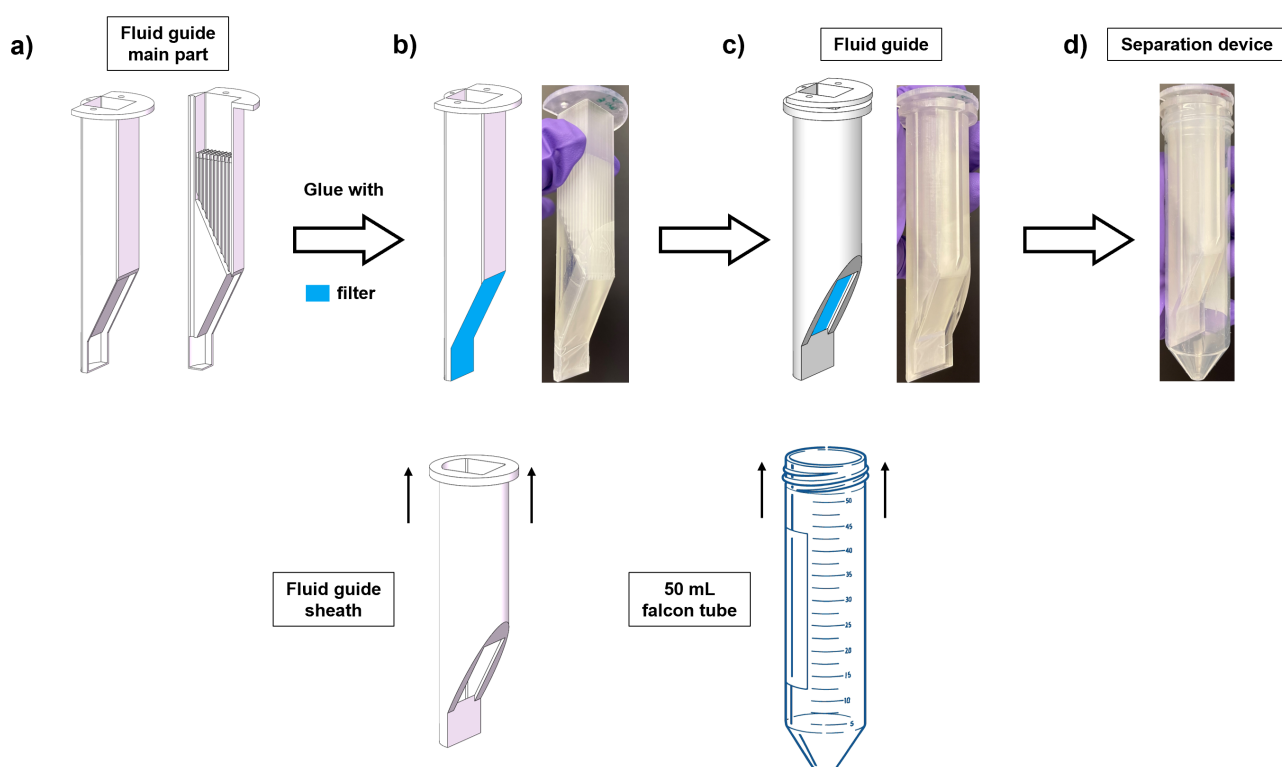 a)
Fluid guide
main part
b)
c)
Fluid guide
d)
Separation device
Glue with
filter
Fluid guide
sheath
50 mL
falcon tube
50
45
40
35
30
25
20
15
10
5